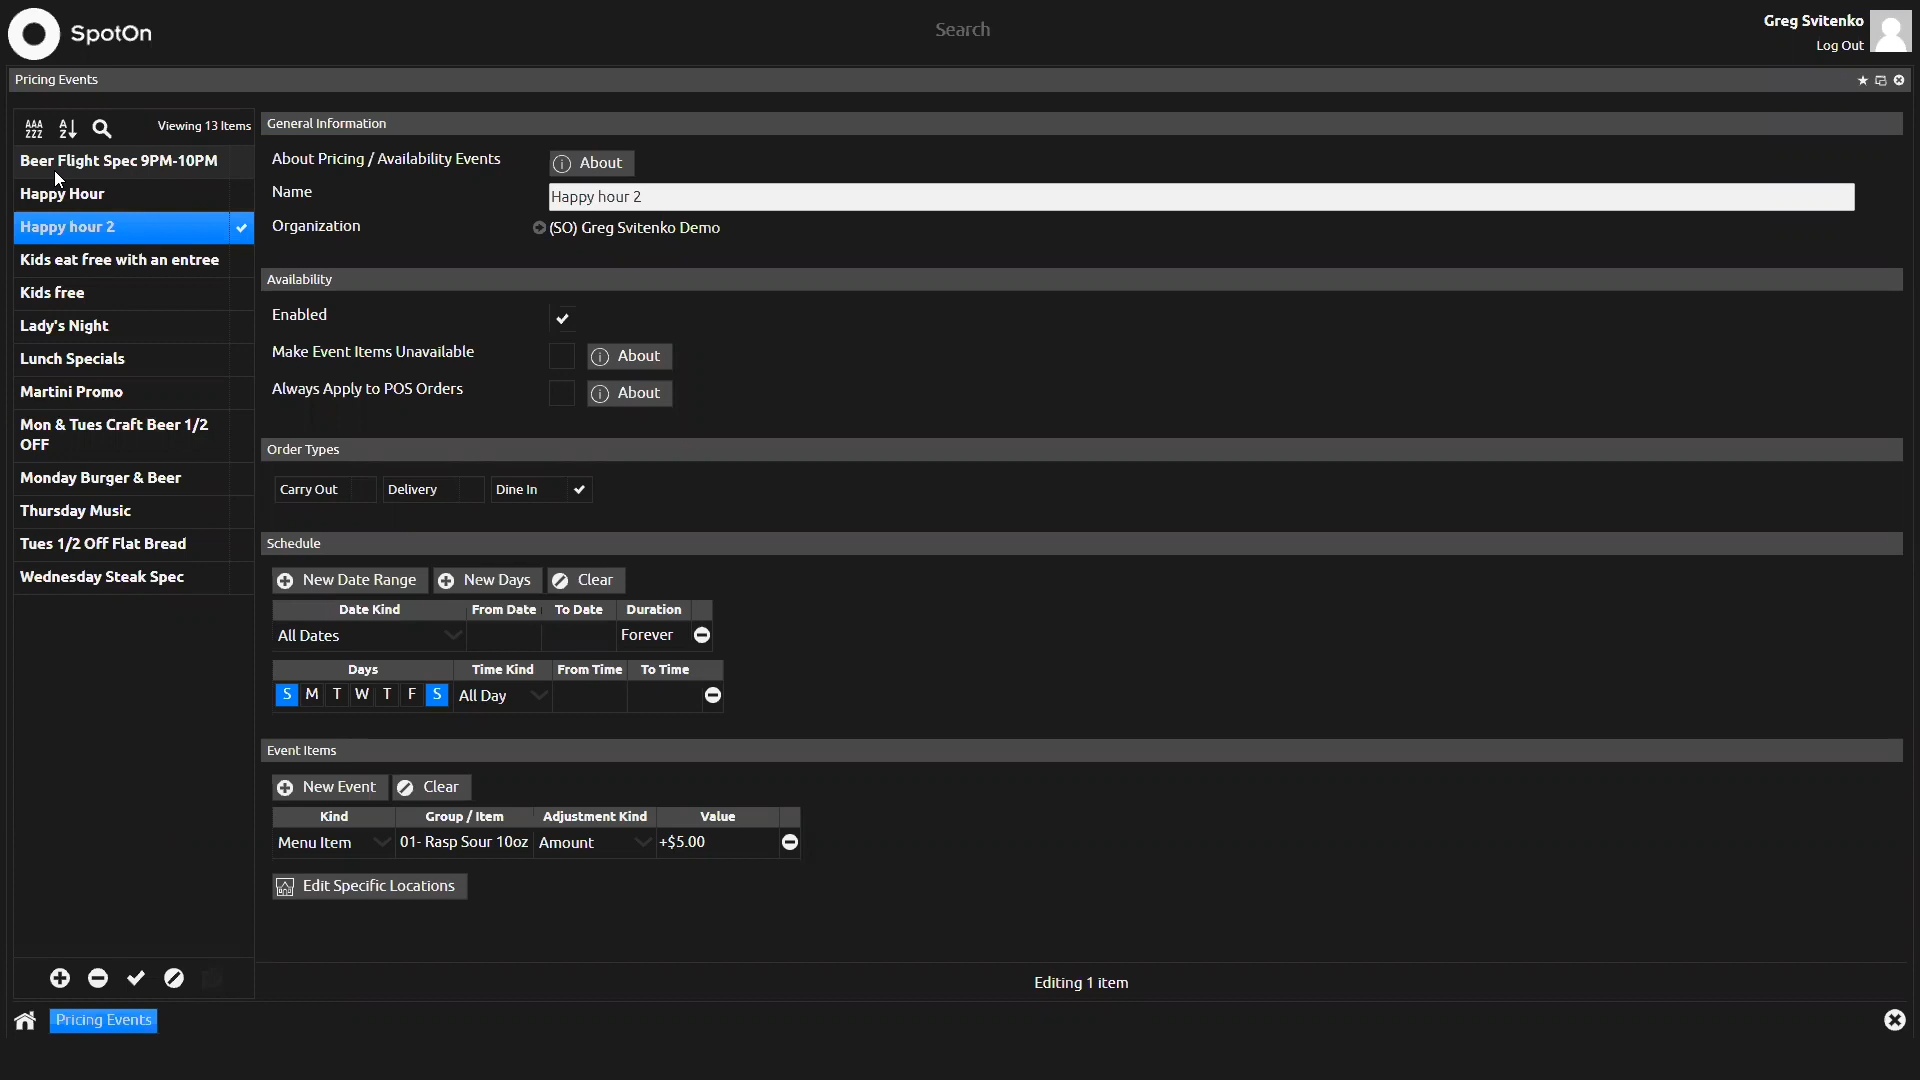 SpotOn
Search
Greg Svitenko
Log Out
Pricing Events
AAA
ZZZ
A
Z
Viewing 13 Items
Beer Flight Spec 9PM-10PM
Happy Hour
Happy hour 2
Kids eat free with an entree
Kids free
Lady's Night
Lunch Specials
Martini Promo
Mon & Tues Craft Beer 1/2
OFF
Monday Burger & Beer
Thursday Music
Tues 1/2 Off Flat Bread
Wednesday Steak Spec
General Information
About Pricing / Availability Events
About
Name
Happy hour 2
Organization
(SO) Greg Svitenko Demo
Availability
Enabled
Make Event Items Unavailable
About
Always Apply to POS Orders
About
Order Types
Carry Out Delivery Dine In
Schedule
New Date Range New Days Clear
Date Kind From Date To Date Duration
All Dates Forever
Days Time Kind From Time To Time
S M T W T F S All Day
Event Items
New Event Clear
Kind Group / Item Adjustment Kind Value
Menu Item 01- Rasp Sour 10oz Amount +$5.00
Edit Specific Locations
Editing 1 item
Pricing Events